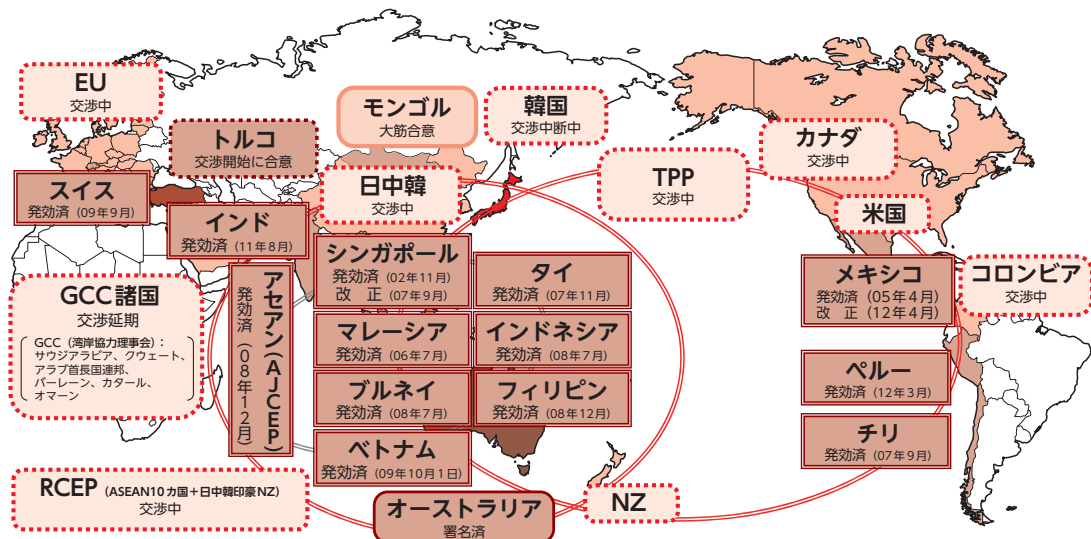 EU
交渉中
モンゴル
大筋合意
韓国
交渉中断中
トルコ
交渉開始に合意
カナダ
交渉中
日中韓
交渉中
TPP
交渉中
スイス
発効済 (09年9月)
インド
発効済 (11年8月)
米国
シンガポール
発効済 (02年11月)
改 正 (07年9月)
タイ
発効済 (07年11月)
メキシコ
発効済 (05年4月)
改 正 (12年4月)
コロンビア
交渉中
GCC諸国
交渉延期
GCC(湾岸協力理事会):
サウジアラビア、クウェート、
アラブ首長国連邦、
バーレーン、カタール、
オマーン
アセアン(AJCEP)
発効済(08年12月)
マレーシア
発効済 (06年7月)
インドネシア
発効済 (08年7月)
ブルネイ
発効済 (08年7月)
フィリピン
発効済 (08年12月)
ペルー
発効済 (12年3月)
ベトナム
発効済 (09年10月1日)
チリ
発効済 (07年9月)
RCEP (ASEAN10カ国+日中韓印豪NZ)
交渉中
オーストラリア
署名済
NZ